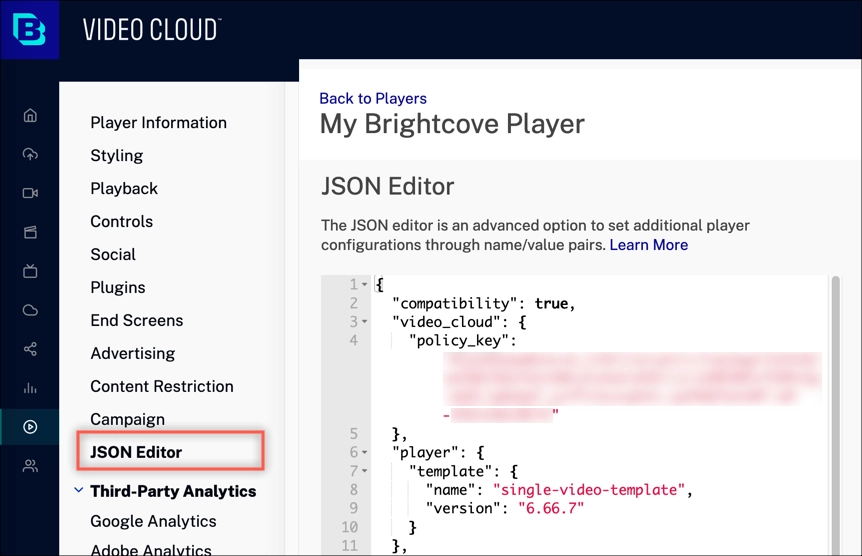 VIDEO CLOUD™
Player Information
Styling
Playback
Controls
Social
Plugins
End Screens
Advertising
Content Restriction
Campaign
JSON Editor
Third-Party Analytics
Google Analytics
Adobe Analytics
Back to Players
My Brightcove Player
JSON Editor
The JSON editor is an advanced option to set additional player
configurations through name/value pairs. Learn More
1 {
2 "compatibility": true,
3 "video_cloud": {
4 "policy_key":
-
"
5 },
6 "player": {
7 "template": {
8 "name": "single-video-template",
9 "version": "6.66.7"
10 }
11 },